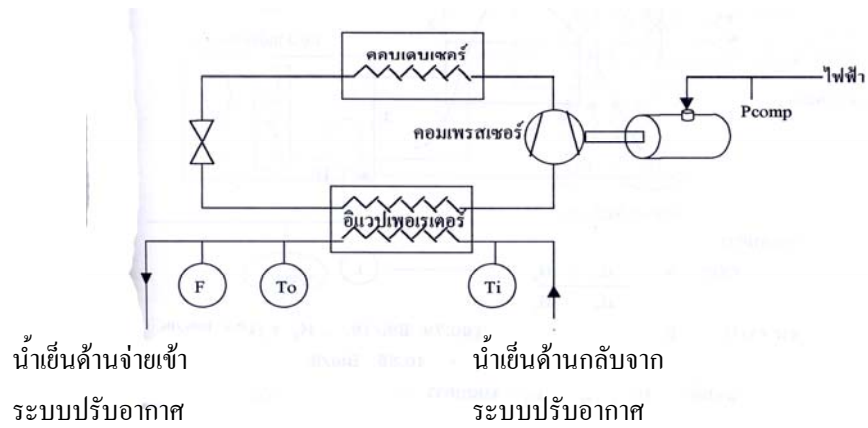 คอนเดนเซอร์
ไฟฟ้า
Pcomp
คอมเพรสเซอร์
อิแวปเพอเรเตอร์
F
To
Ti
น้ำเย็นด้านจ่ายเข้า
ระบบปรับอากาศ
น้ำเย็นด้านกลับจาก
ระบบปรับอากาศ